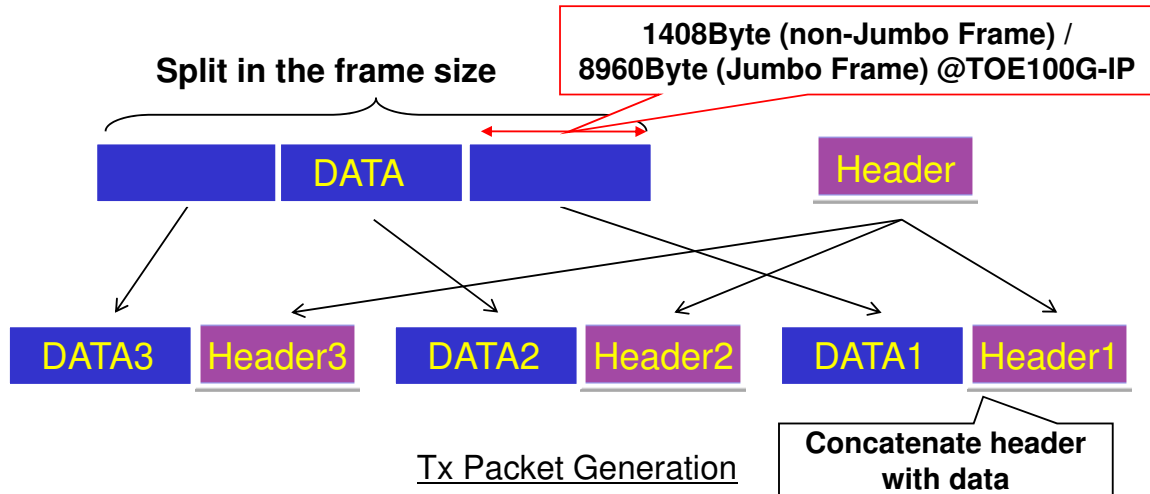 1408Byte (non-Jumbo Frame) /
8960Byte (Jumbo Frame) @TOE100G-IP
Split in the frame size
DATA
Header
DATA3
Header3
DATA2
Header2
DATA1
Header1
Concatenate header
with data
Tx Packet Generation